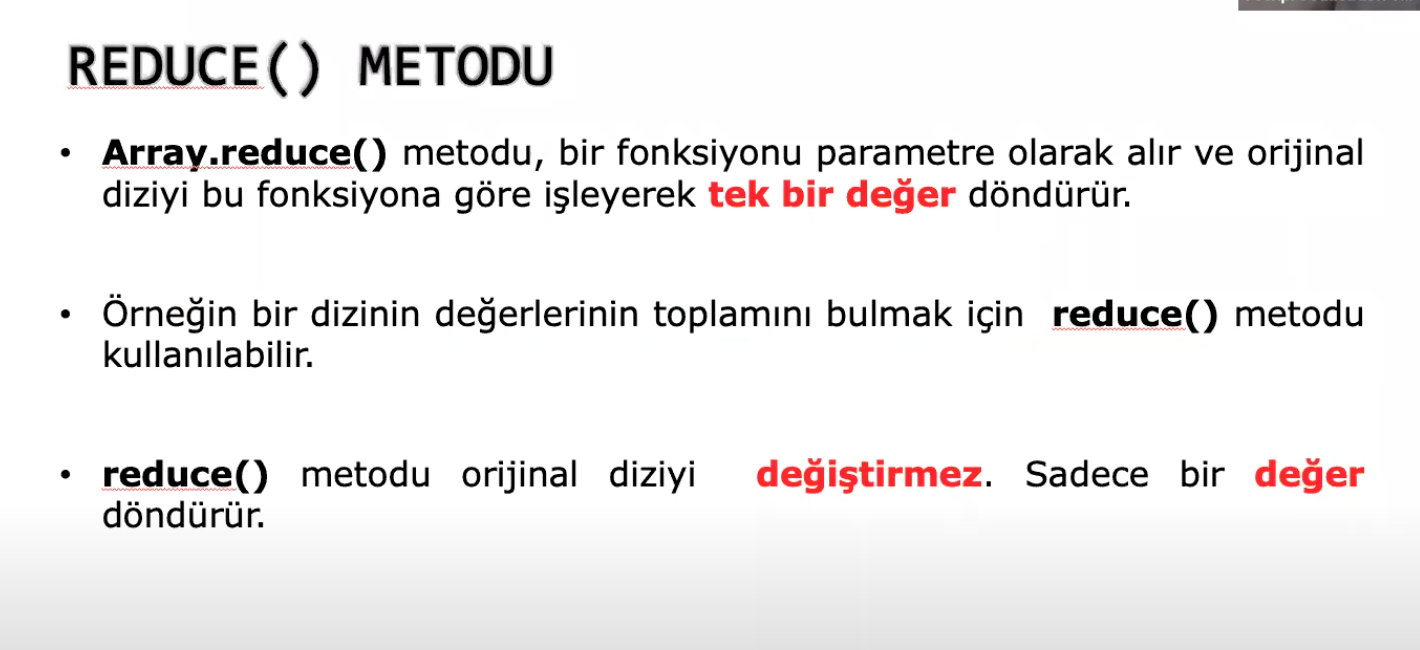 REDUCE() METODU
• Array.reduce() metodu, bir fonksiyonu parametre olarak alır ve orijinal
diziyi bu fonksiyona göre işleyerek tek bir değer döndürür.
• Örneğin bir dizinin değerlerinin toplamını bulmak için reduce() metodu
kullanılabilir.
• reduce() metodu orijinal diziyi değiştirmez. Sadece bir değer
döndürür.